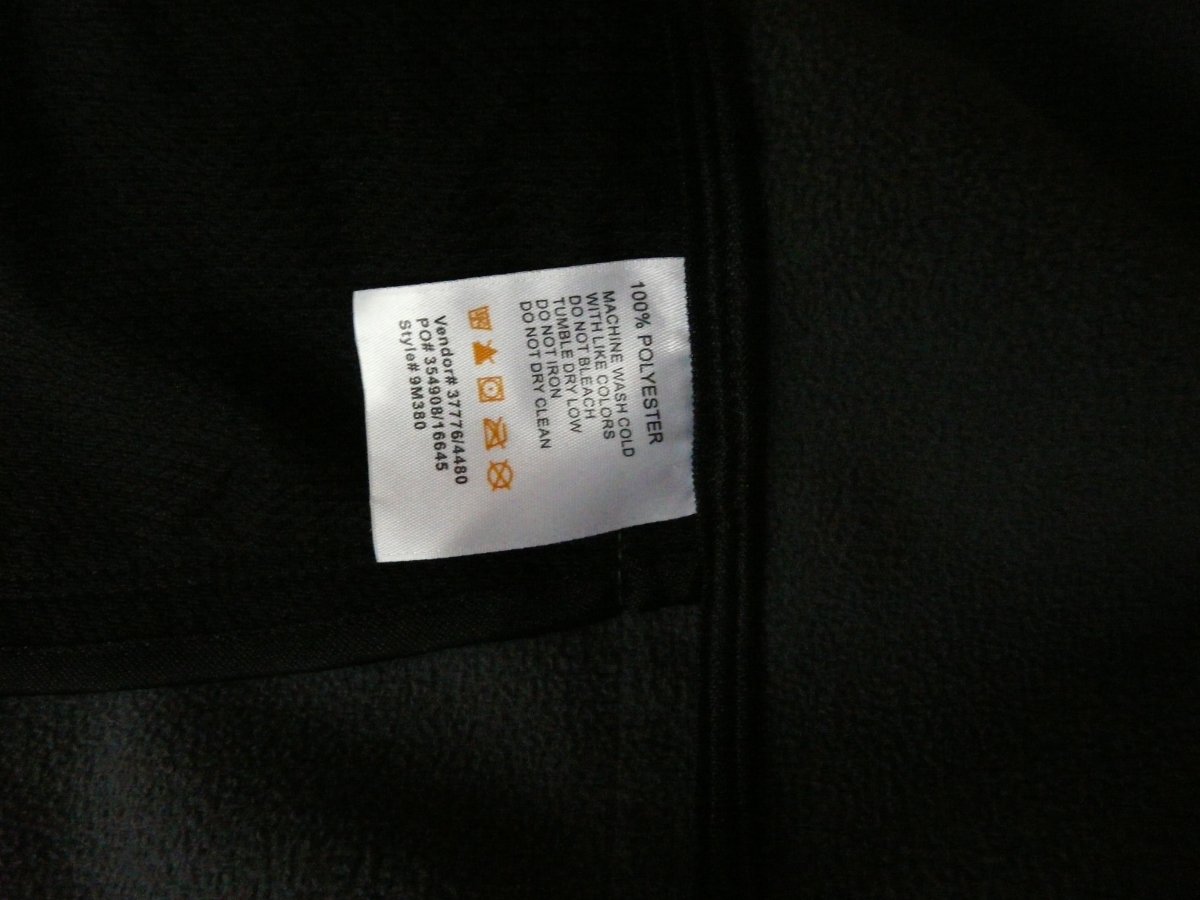 100% POLYESTER
MACHINE WASH COLD
WITH LIKE COLORS
DO NOT BLEACH
TUMBLE DRY LOW
DO NOT IRON
DO NOT DRY CLEAN
Vendor# 37776/4480
PO# 354908/16645
Style# 9M380